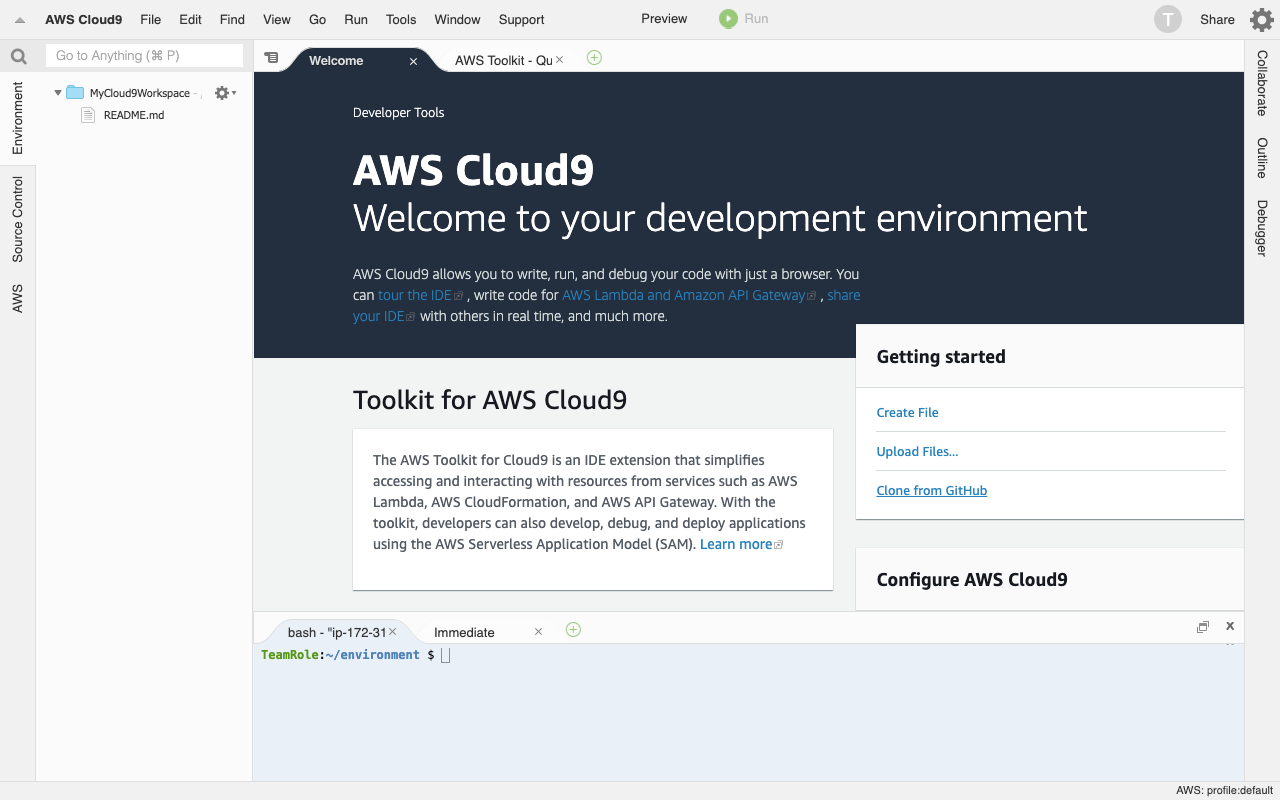 AWS Cloud9 File Edit Find View Go Run Tools Window Support Preview Run T Share
Go to Anything (⌘ P)
Welcome
AWS Toolkit - Qu
Environment
Source Control
AWS
MyCloud9Workspace -
README.md
Developer Tools
AWS Cloud9
Welcome to your development environment
AWS Cloud9 allows you to write, run, and debug your code with just a browser. You
can tour the IDE , write code for AWS Lambda and Amazon API Gateway , share
your IDE with others in real time, and much more.
Getting started
Create File
Upload Files...
Clone from GitHub
Configure AWS Cloud9
Toolkit for AWS Cloud9
The AWS Toolkit for Cloud9 is an IDE extension that simplifies
accessing and interacting with resources from services such as AWS
Lambda, AWS CloudFormation, and AWS API Gateway. With the
toolkit, developers can also develop, debug, and deploy applications
using the AWS Serverless Application Model (SAM). Learn more
Collaborate
Outline
Debugger
bash - "ip-172-31
Immediate
TeamRole:~/environment $
AWS: profile:default